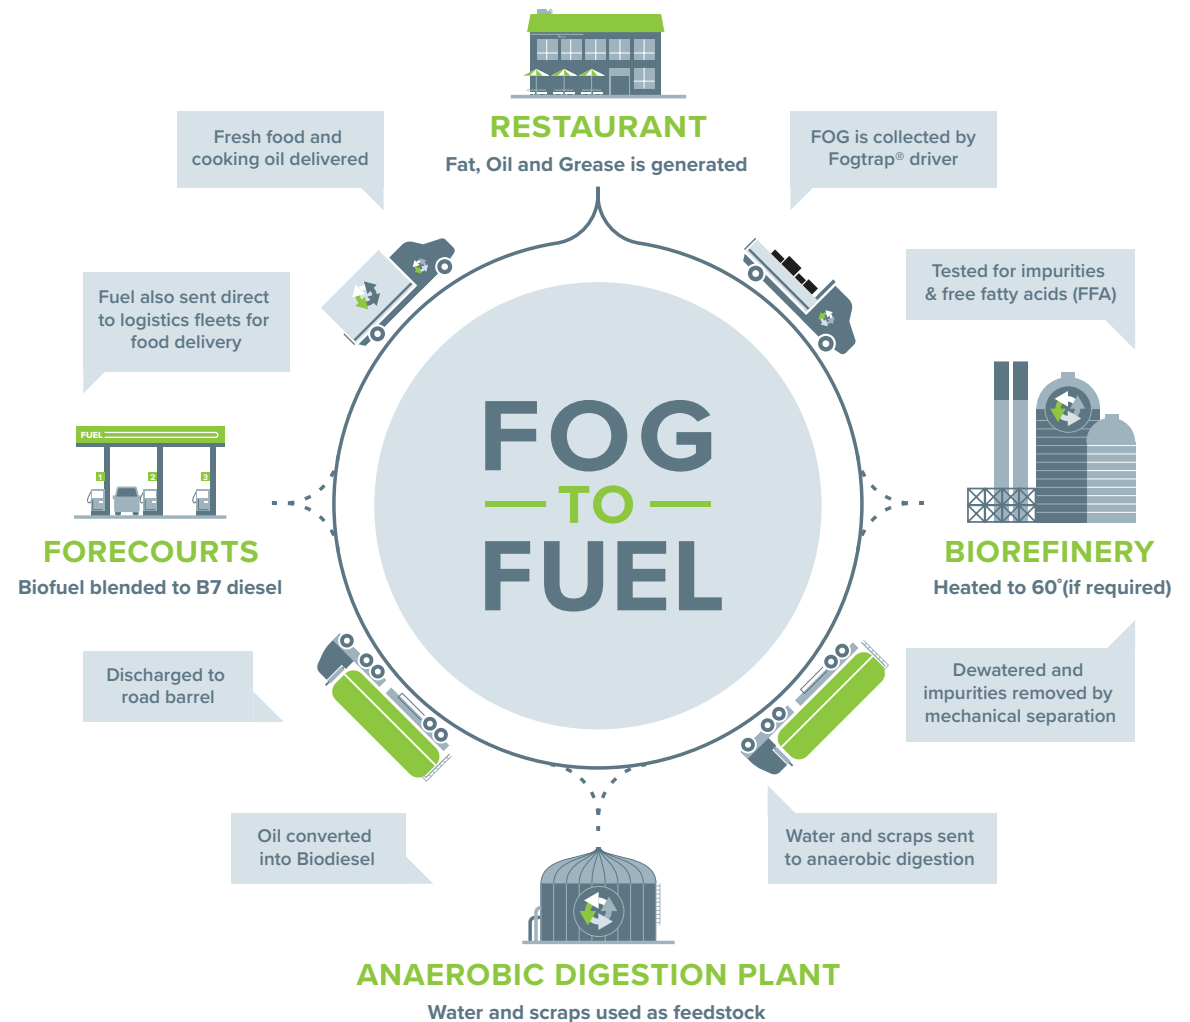 RESTAURANT
Fat, Oil and Grease is generated
Fresh food and
cooking oil delivered
FOG is collected by
Fogtrap® driver
Fuel also sent direct
to logistics fleets for
food delivery
Tested for impurities
& free fatty acids (FFA)
FOG
TO
FUEL
FUEL
1
2
3
FORECOURTS
Biofuel blended to B7 diesel
BIOREFINERY
Heated to 60°(if required)
Discharged to
road barrel
Dewatered and
impurities removed by
mechanical separation
Oil converted
into Biodiesel
Water and scraps sent
to anaerobic digestion
ANAEROBIC DIGESTION PLANT
Water and scraps used as feedstock